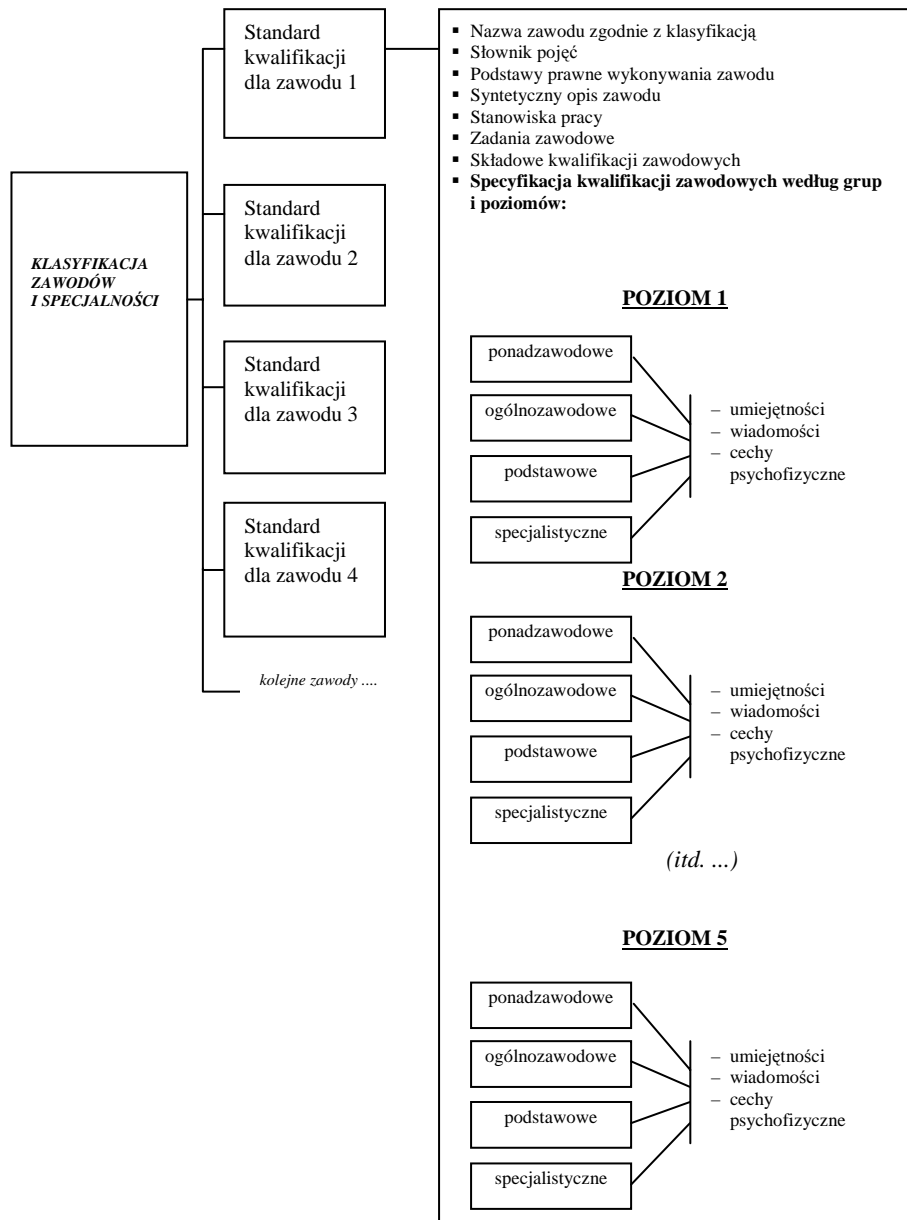 KLASYFIKACJA
ZAWODÓW
I SPECJALNOŚCI
Standard
kwalifikacji
dla zawodu 1
Standard
kwalifikacji
dla zawodu 2
Standard
kwalifikacji
dla zawodu 3
Standard
kwalifikacji
dla zawodu 4
kolejne zawody ....
▪ Nazwa zawodu zgodnie z klasyfikacją
▪ Słownik pojęć
▪ Podstawy prawne wykonywania zawodu
▪ Syntetyczny opis zawodu
▪ Stanowiska pracy
▪ Zadania zawodowe
▪ Składowe kwalifikacji zawodowych
▪ Specyfikacja kwalifikacji zawodowych według grup
i poziomów:
POZIOM 1
ponadzawodowe
ogólnozawodowe
podstawowe
specjalistyczne
– umiejętności
– wiadomości
– cechy
psychofizyczne
POZIOM 2
ponadzawodowe
ogólnozawodowe
podstawowe
specjalistyczne
– umiejętności
– wiadomości
– cechy
psychofizyczne
(itd. ...)
POZIOM 5
ponadzawodowe
ogólnozawodowe
podstawowe
specjalistyczne
– umiejętności
– wiadomości
– cechy
psychofizyczne